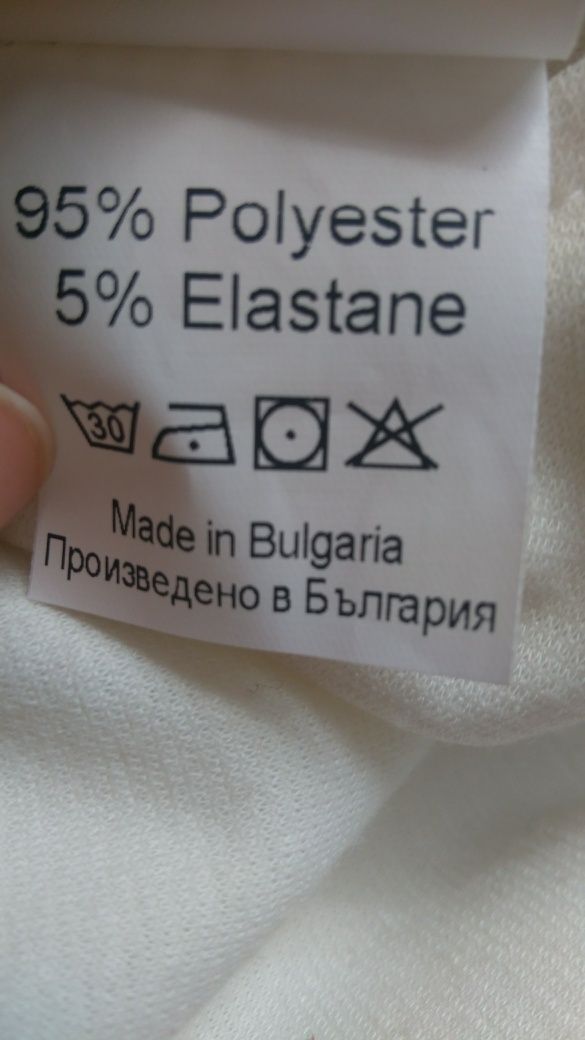 95% Polyester
5% Elastane
30
Made in Bulgaria
Произведено в България